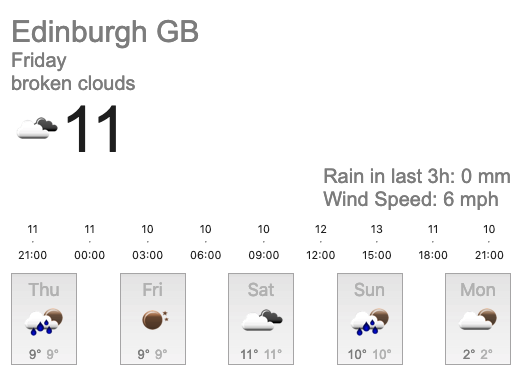 Edinburgh GB
Friday
broken clouds
11
Rain in last 3h: 0 mm
Wind Speed: 6 mph
11 11 10 10 10 12 13 11 10
21:00 00:00 03:00 06:00 09:00 12:00 15:00 18:00 21:00
Thu Fri Sat Sun Mon
9° 9° 9° 9° 11° 11° 10° 10° 2° 2°